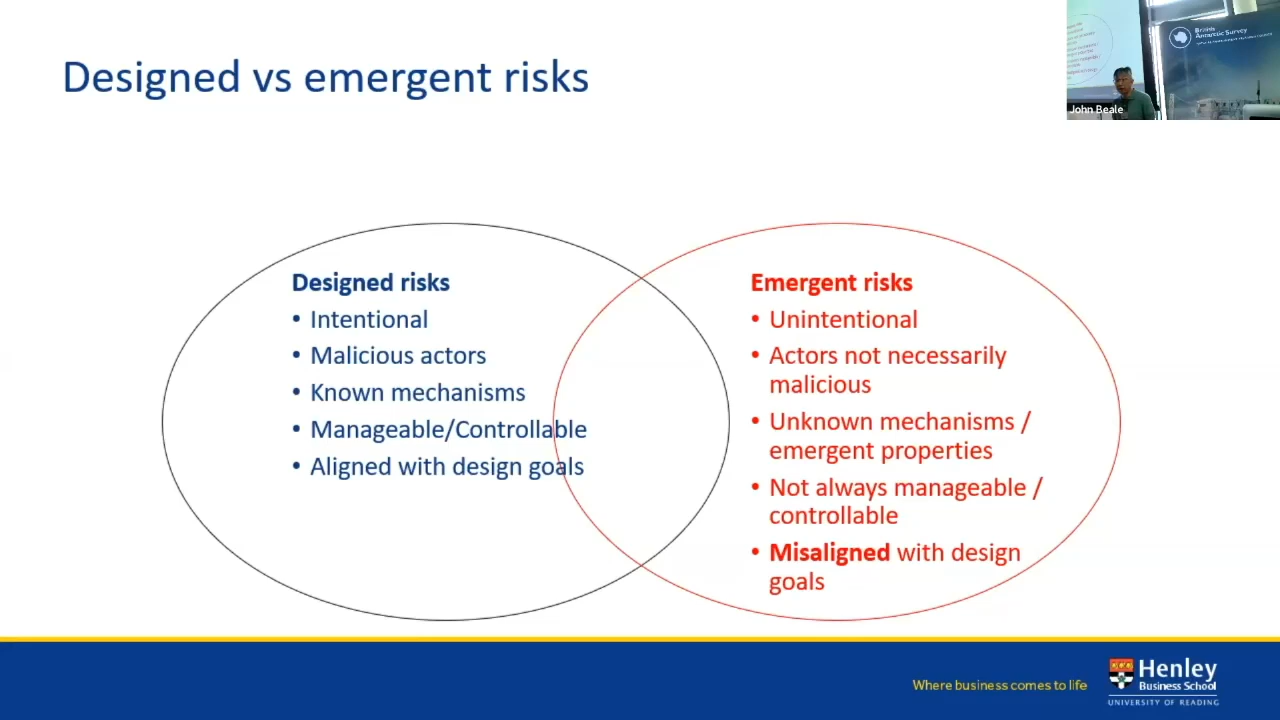 Designed vs emergent risks
British
Antarctic Survey
John Beale
Designed risks
• Intentional
• Malicious actors
• Known mechanisms
• Manageable/Controllable
• Aligned with design goals
Emergent risks
• Unintentional
• Actors not necessarily
malicious
• Unknown mechanisms /
emergent properties
• Not always manageable /
controllable
• Misaligned with design
goals
Where business comes to life
Henley
Business School
UNIVERSITY OF READING